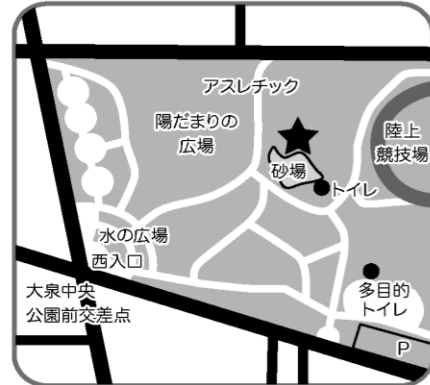 アスレチック
陽だまりの
広場
陸上
競技場
砂場
トイレ
水の広場
西入口
大泉中央
公園前交差点
多目的
トイレ
P